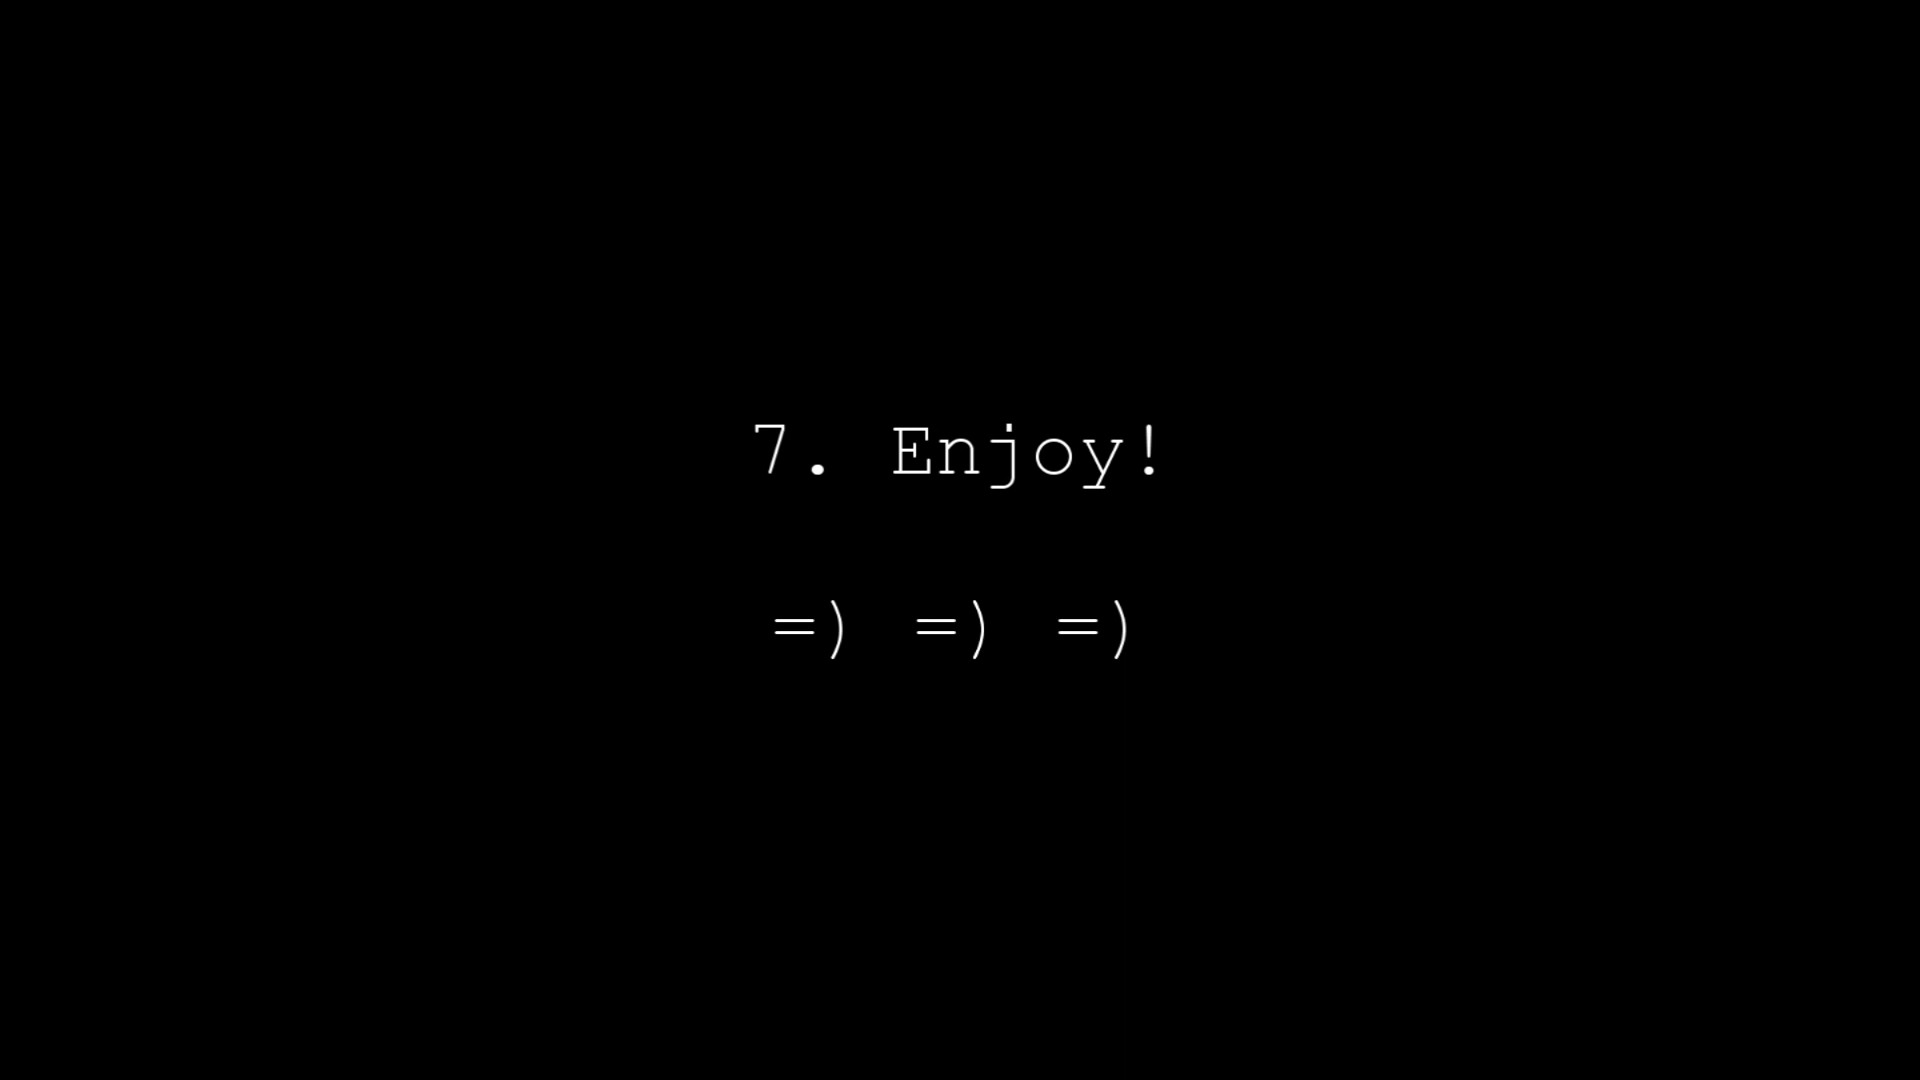 7. Enjoy!
=) =) =)